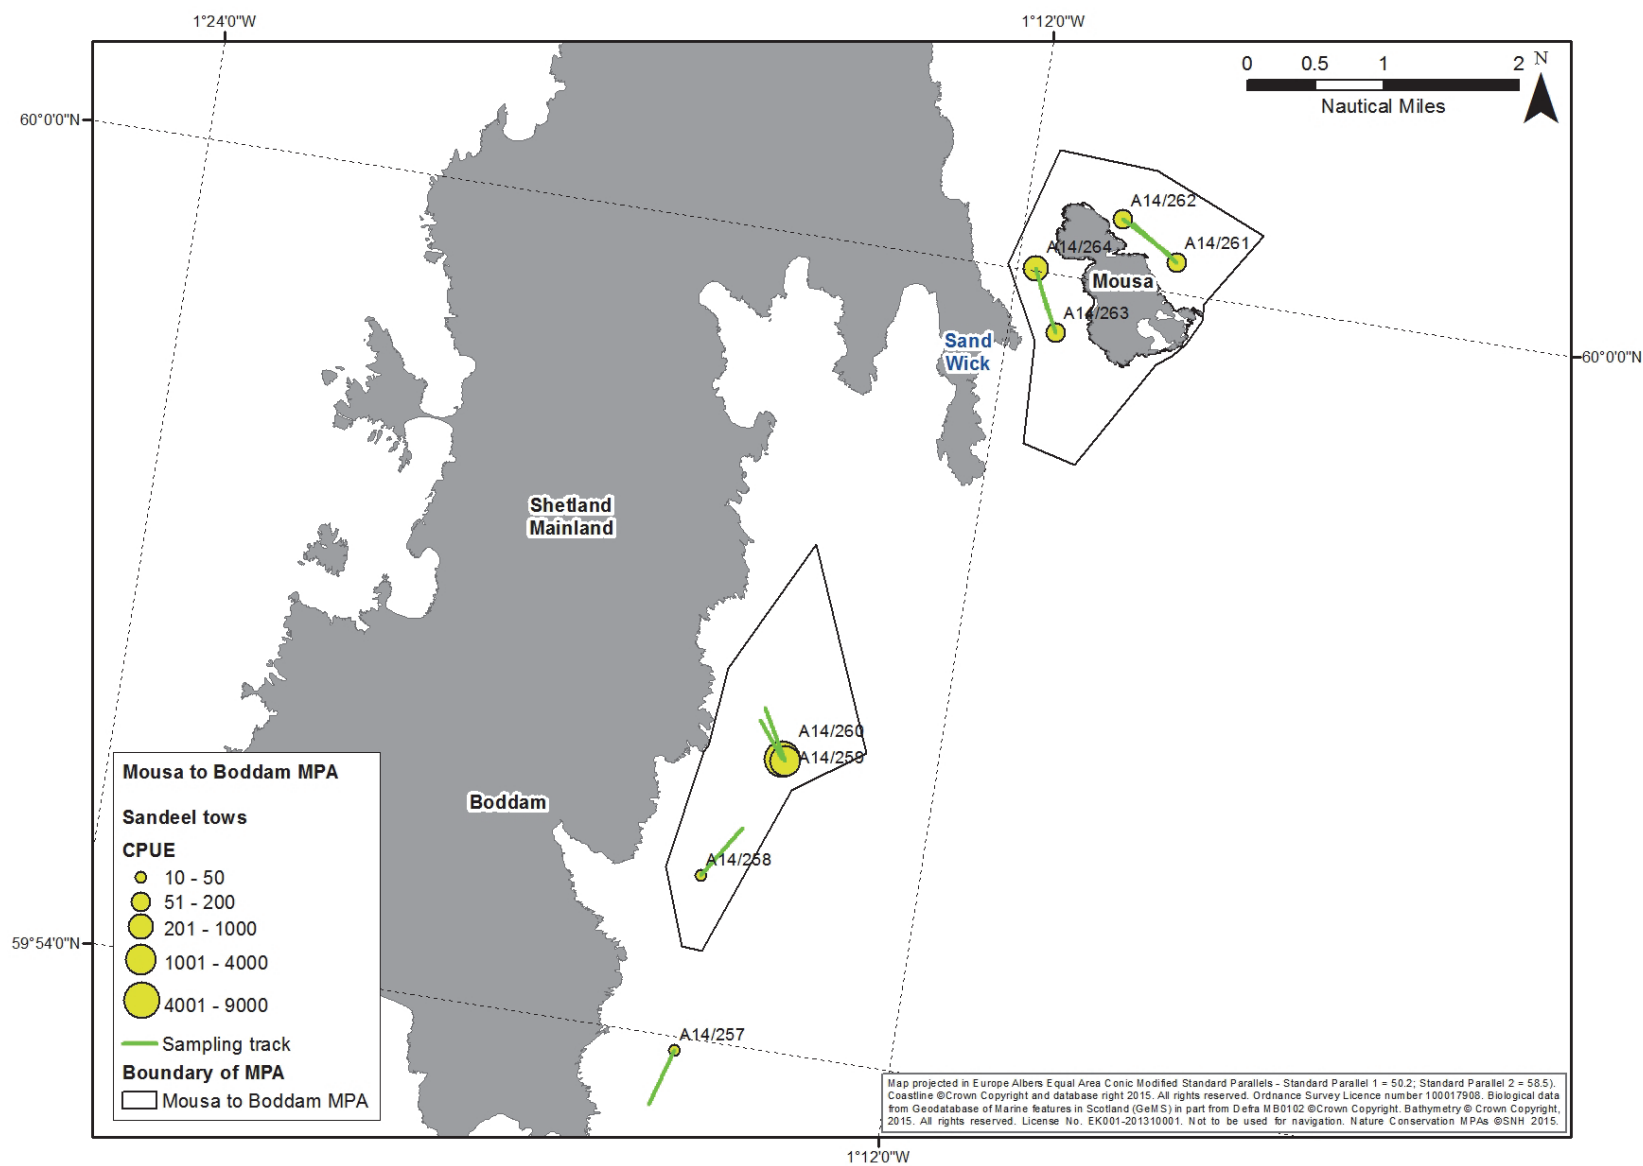 1°24'0"W
1°12'0"W
0 0.5 1 2 N
Nautical Miles
60°0'0"N
A14/262
A14/261
A14/264
Mousa
A14/263
Sand
Wick
60°0'0"N
Shetland
Mainland
A14/260
A14/259
Boddam
A14/258
59°54'0"N
A14/257
Mousa to Boddam MPA
Sandeel tows
CPUE
10 - 50
51 - 200
201 - 1000
1001 - 4000
4001 - 9000
Sampling track
Boundary of MPA
Mousa to Boddam MPA
Map projected in Europe Albers Equal Area Conic Modified Standard Parallels - Standard Parallel 1 = 50.2; Standard Parallel 2 = 58.5).
Coastline ©Crown Copyright and database right 2015. All rights reserved. Ordnance Survey Licence number 100017908. Biological data
from Geodatabase of Marine features in Scotland (GeMS) in part from Defra MB0102 ©Crown Copyright. Bathymetry © Crown Copyright,
2015. All rights reserved. License No. EK001-201310001. Not to be used for navigation. Nature Conservation MPAs ©SNH 2015.
1°12'0"W